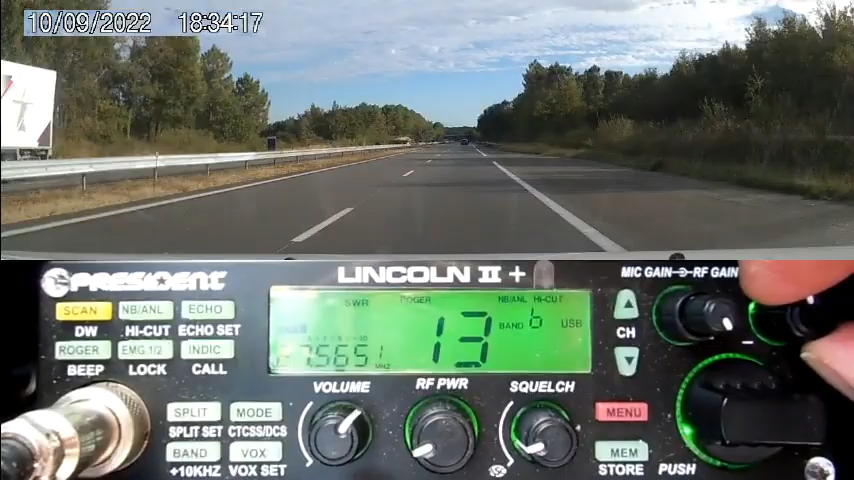 10/09/2022 18:34:17
PRESIDENT LINCOLN II + MIC GAIN RF GAIN
SCAN NB/ANL ECHO
DW HI-CUT ECHO SET
ROGER EMG 1/2 INDIC
BEEP LOCK CALL
SWR ROGER NB/ANL HI-CUT
13 BAND 6 USB
27.5651 MHZ
CH
VOLUME RF PWR SQUELCH
SPLIT MODE
SPLIT SET CTCSS/DCS
BAND VOX
+10KHZ VOX SET
MENU
MEM
STORE PUSH